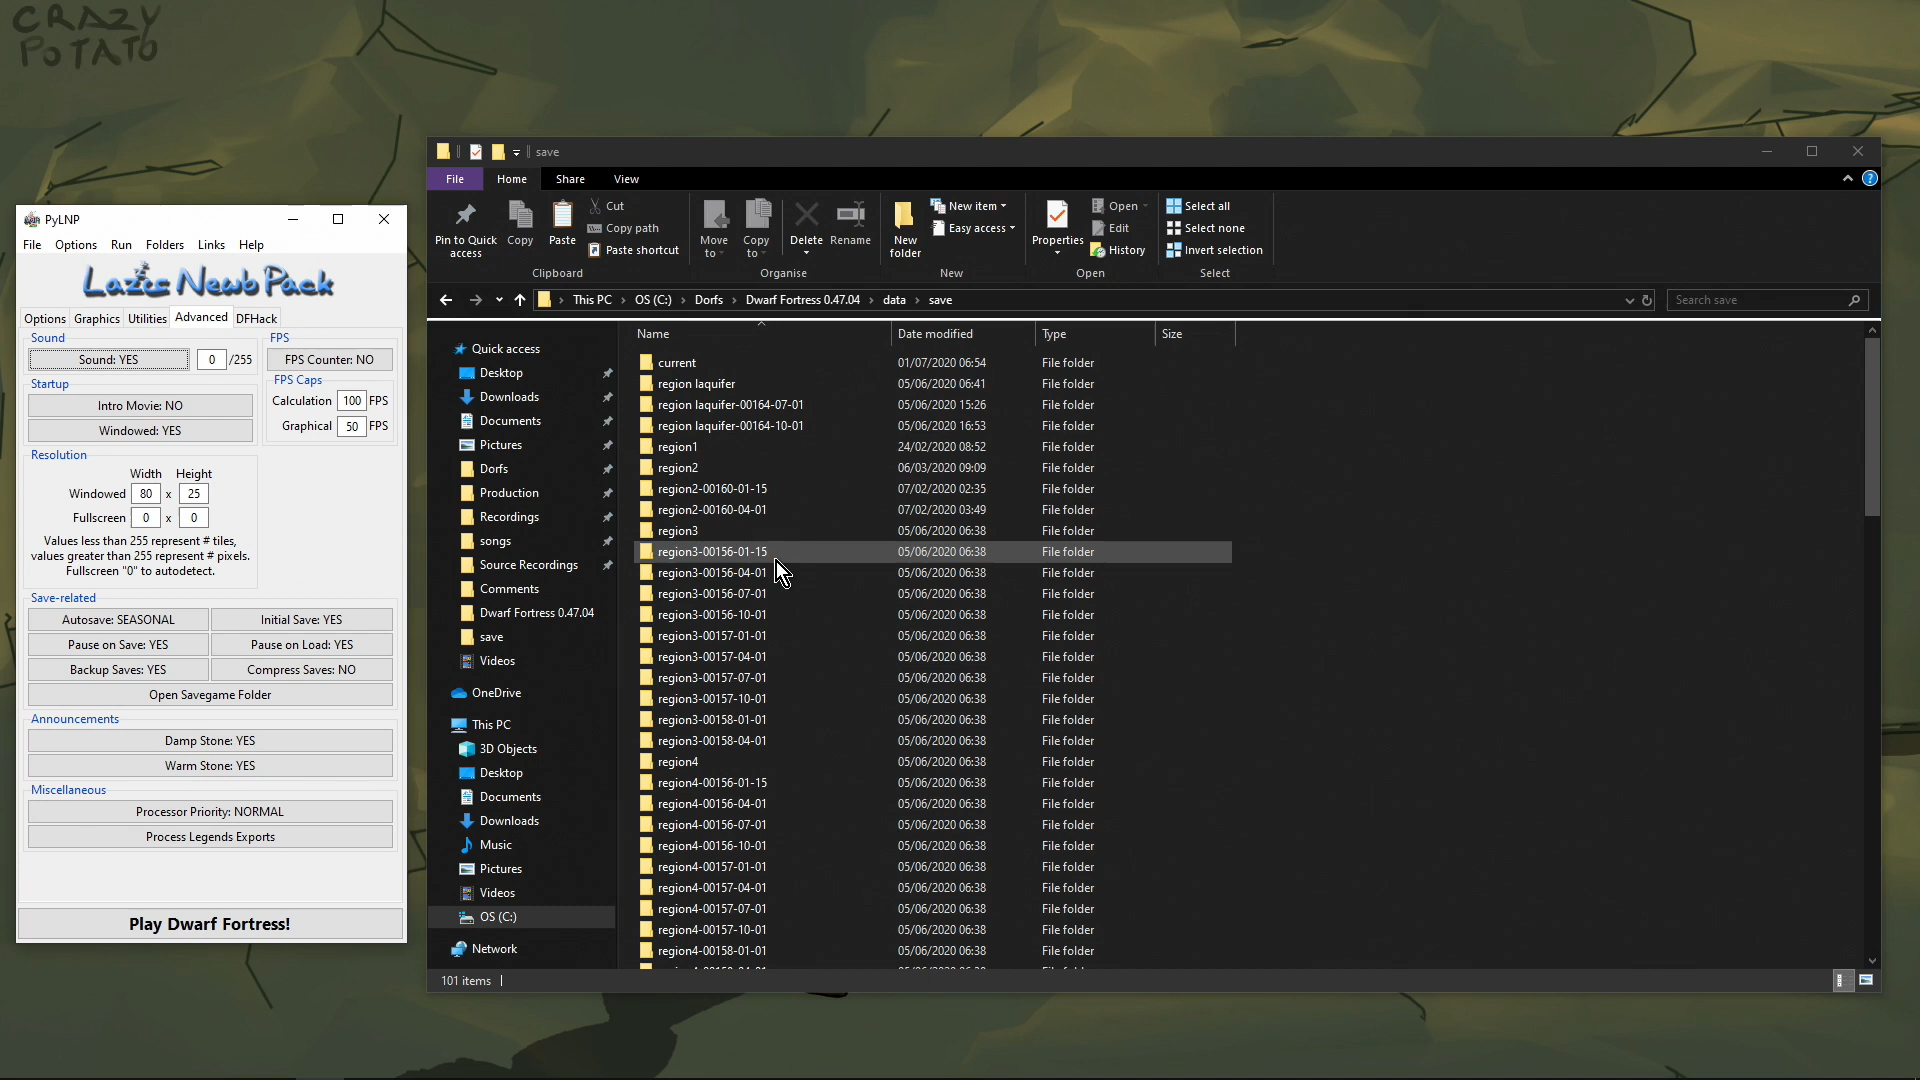 CRAZY
POTATO
PyLNP
File Options Run Folders Links Help
Lazic Newb Pack
Options Graphics Utilities Advanced DFHack
Sound
Sound: YES
0 /255
Startup
Intro Movie: NO
Windowed: YES
FPS
FPS Counter: NO
FPS Caps
Calculation 100 FPS
Graphical 50 FPS
Resolution
Width Height
Windowed 80 x 25
Fullscreen 0 x 0
Values less than 255 represent # tiles,
values greater than 255 represent # pixels.
Fullscreen "0" to autodetect.
Save-related
Autosave: SEASONAL Initial Save: YES
Pause on Save: YES Pause on Load: YES
Backup Saves: YES Compress Saves: NO
Open Savegame Folder
Announcements
Damp Stone: YES
Warm Stone: YES
Miscellaneous
Processor Priority: NORMAL
Process Legends Exports
Play Dwarf Fortress!
save
File Home Share View
Pin to Quick access
Copy
Paste
Cut
Copy path
Paste shortcut
Clipboard
Move to
Copy to
Delete
Rename
Organise
New folder
New item
Easy access
New
Properties
Open
Edit
History
Open
Select all
Select none
Invert selection
Select
This PC > OS (C:) > Dorfs > Dwarf Fortress 0.47.04 > data > save
Search save
Quick access
Desktop
Downloads
Documents
Pictures
Dorfs
Production
Recordings
songs
Source Recordings
Comments
Dwarf Fortress 0.47.04
save
Videos
OneDrive
This PC
3D Objects
Desktop
Documents
Downloads
Music
Pictures
Videos
OS (C:)
Network
Name Date modified Type Size
current 01/07/2020 06:54 File folder
region laquifer 05/06/2020 06:41 File folder
region laquifer-00164-07-01 05/06/2020 15:26 File folder
region laquifer-00164-10-01 05/06/2020 16:53 File folder
region1 24/02/2020 08:52 File folder
region2 06/03/2020 09:09 File folder
region2-00160-01-15 07/02/2020 02:35 File folder
region2-00160-04-01 07/02/2020 03:49 File folder
region3 05/06/2020 06:38 File folder
region3-00156-01-15 05/06/2020 06:38 File folder
region3-00156-04-01 05/06/2020 06:38 File folder
region3-00156-07-01 05/06/2020 06:38 File folder
region3-00156-10-01 05/06/2020 06:38 File folder
region3-00157-01-01 05/06/2020 06:38 File folder
region3-00157-04-01 05/06/2020 06:38 File folder
region3-00157-07-01 05/06/2020 06:38 File folder
region3-00157-10-01 05/06/2020 06:38 File folder
region3-00158-01-01 05/06/2020 06:38 File folder
region3-00158-04-01 05/06/2020 06:38 File folder
region4 05/06/2020 06:38 File folder
region4-00156-01-15 05/06/2020 06:38 File folder
region4-00156-04-01 05/06/2020 06:38 File folder
region4-00156-07-01 05/06/2020 06:38 File folder
region4-00156-10-01 05/06/2020 06:38 File folder
region4-00157-01-01 05/06/2020 06:38 File folder
region4-00157-04-01 05/06/2020 06:38 File folder
region4-00157-07-01 05/06/2020 06:38 File folder
region4-00157-10-01 05/06/2020 06:38 File folder
region4-00158-01-01 05/06/2020 06:38 File folder
101 items